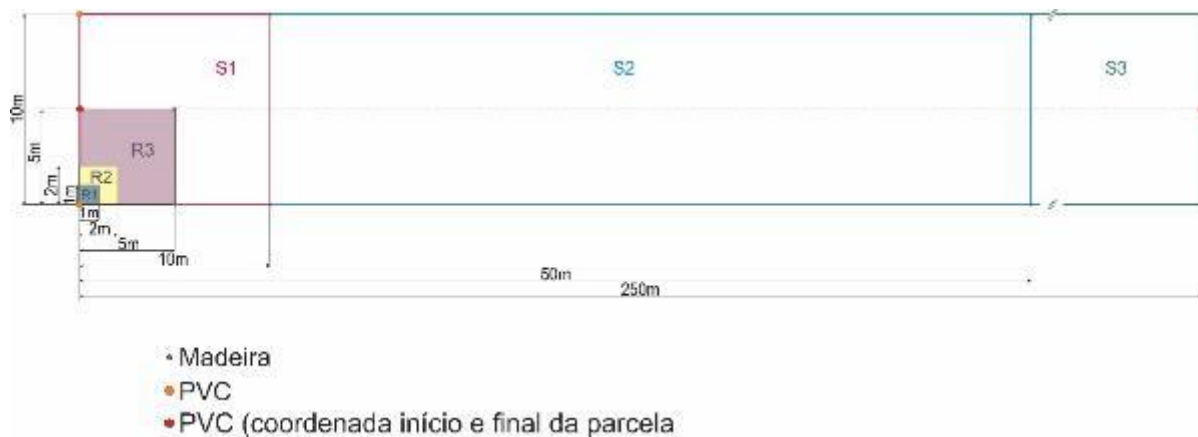 S1 S2 S3
10m
5m
R3
2m
R2
1m
R1
1m
2m
5m
10m
50m
250m
Madeira
PVC
PVC (coordenada início e final da parcela